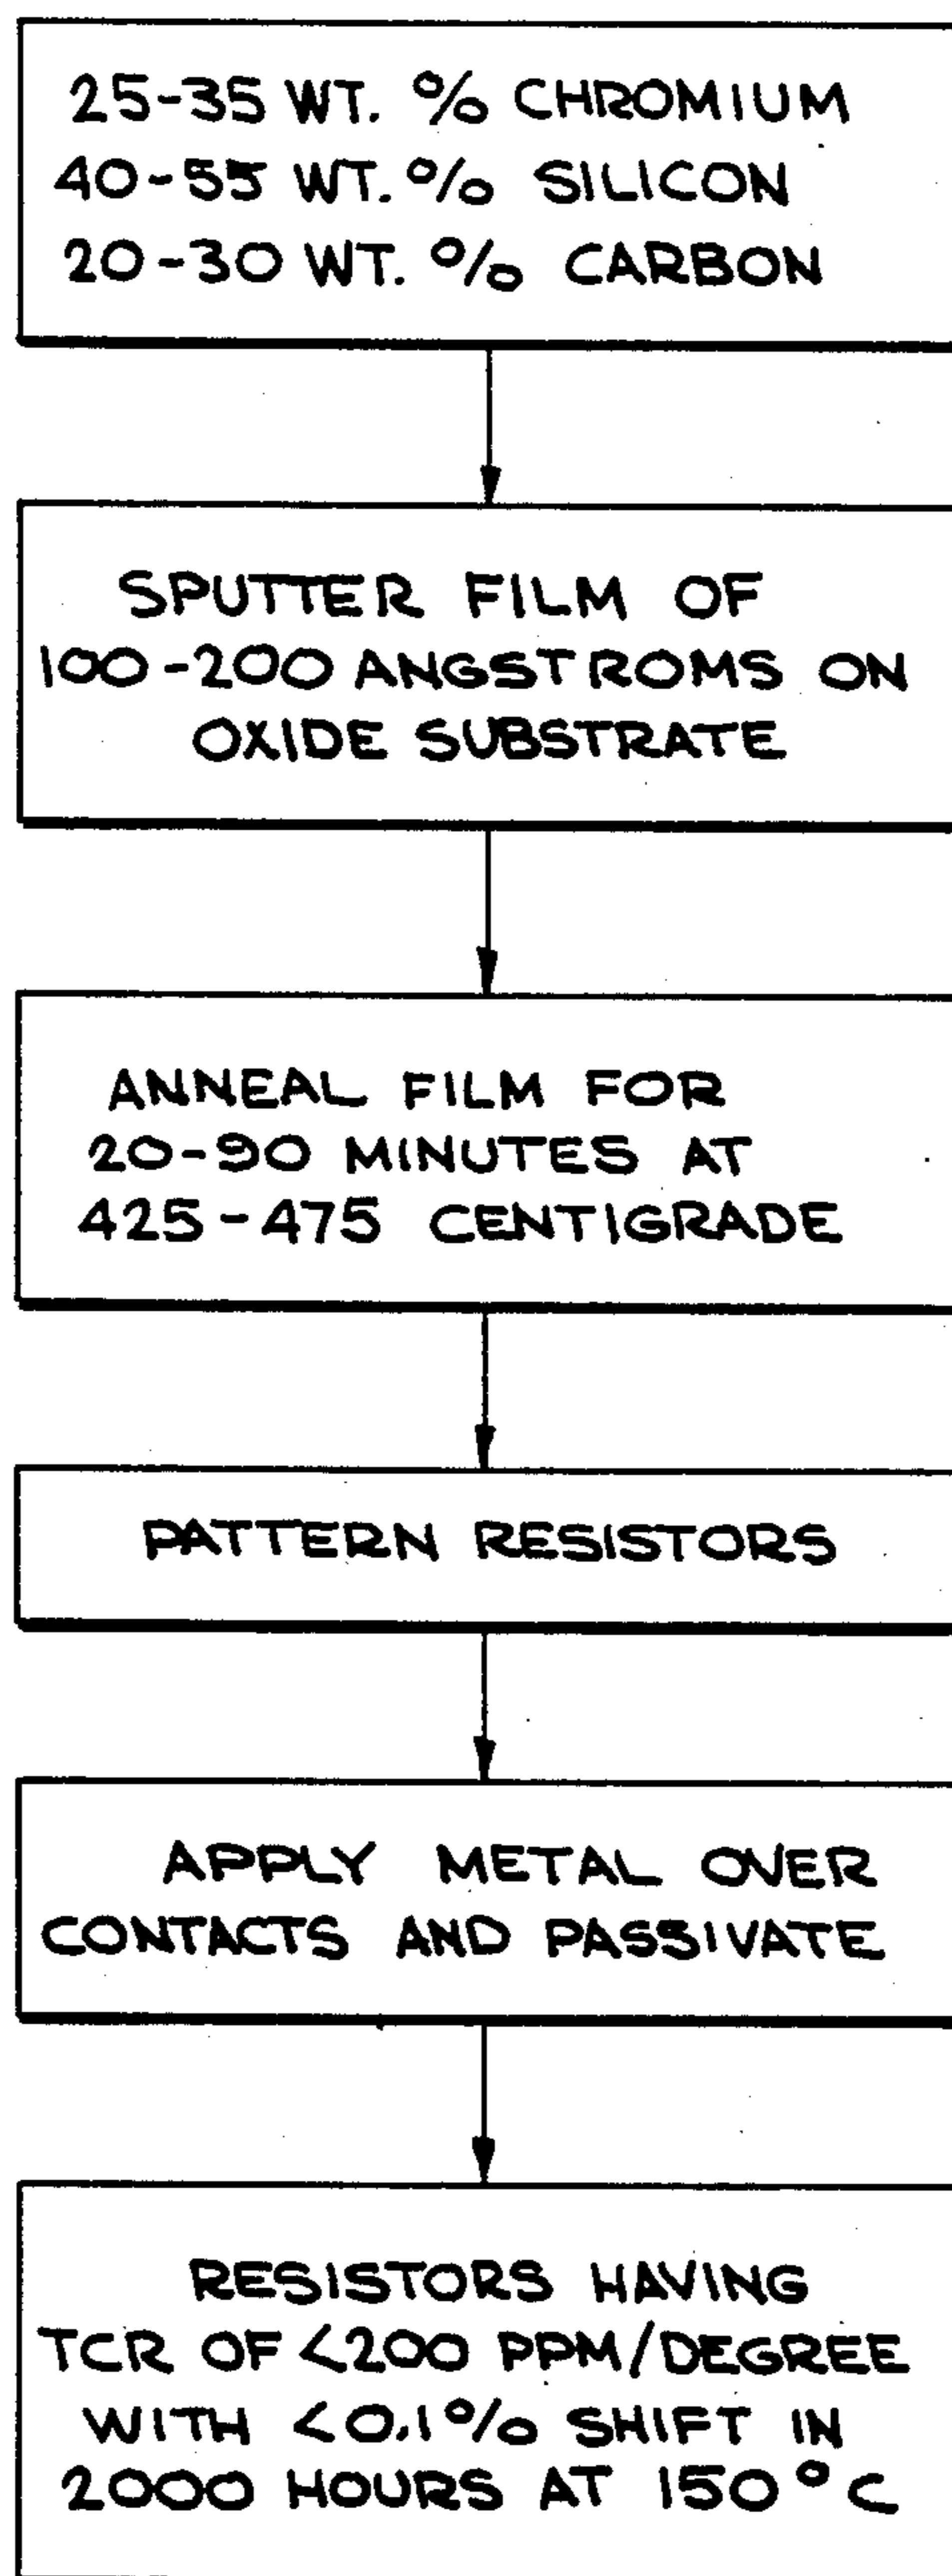 25-35 WT. % CHROMIUM
40-55 WT. % SILICON
20-30 WT. % CARBON
SPUTTER FILM OF
100-200 ANGSTROMS ON
OXIDE SUBSTRATE
ANNEAL FILM FOR
20-90 MINUTES AT
425-475 CENTIGRADE
PATTERN RESISTORS
APPLY METAL OVER
CONTACTS AND PASSIVATE
RESISTORS HAVING
TCR OF <200 PPM/DEGREE
WITH <0.1% SHIFT IN
2000 HOURS AT 150°C